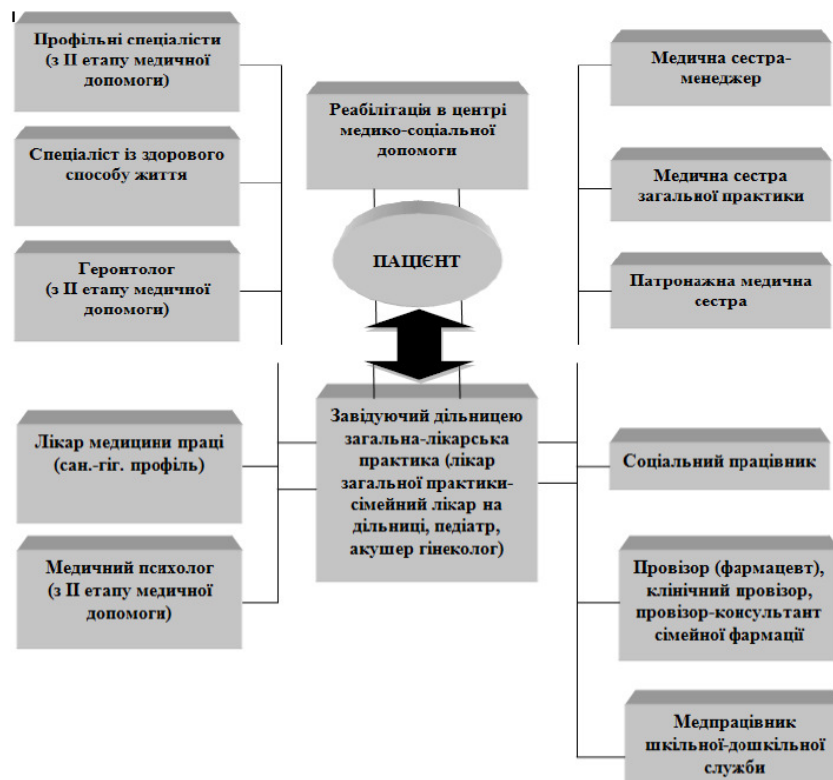 Профільні спеціалісти
(з II етапу медичної
допомоги)
Спеціаліст із здорового
способу життя
Геронтолог
(з II етапу медичної
допомоги)
Лікар медицини праці
(сан.-гіг. профіль)
Медичний психолог
(з II етапу медичної
допомоги)
Реабілітація в центрі
медико-соціальної
допомоги
ПАЦІЄНТ
Завідуючий дільницею
загальна-лікарська
практика (лікар
загальної практики-
сімейний лікар на
дільниці, педіатр,
акушер гінеколог)
Медична сестра-
менеджер
Медична сестра
загальної практики
Патронажна медична
сестра
Соціальний працівник
Провізор (фармацевт),
клінічний провізор,
провізор-консультант
сімейної фармації
Медпрацівник
шкільної-дошкільної
служби